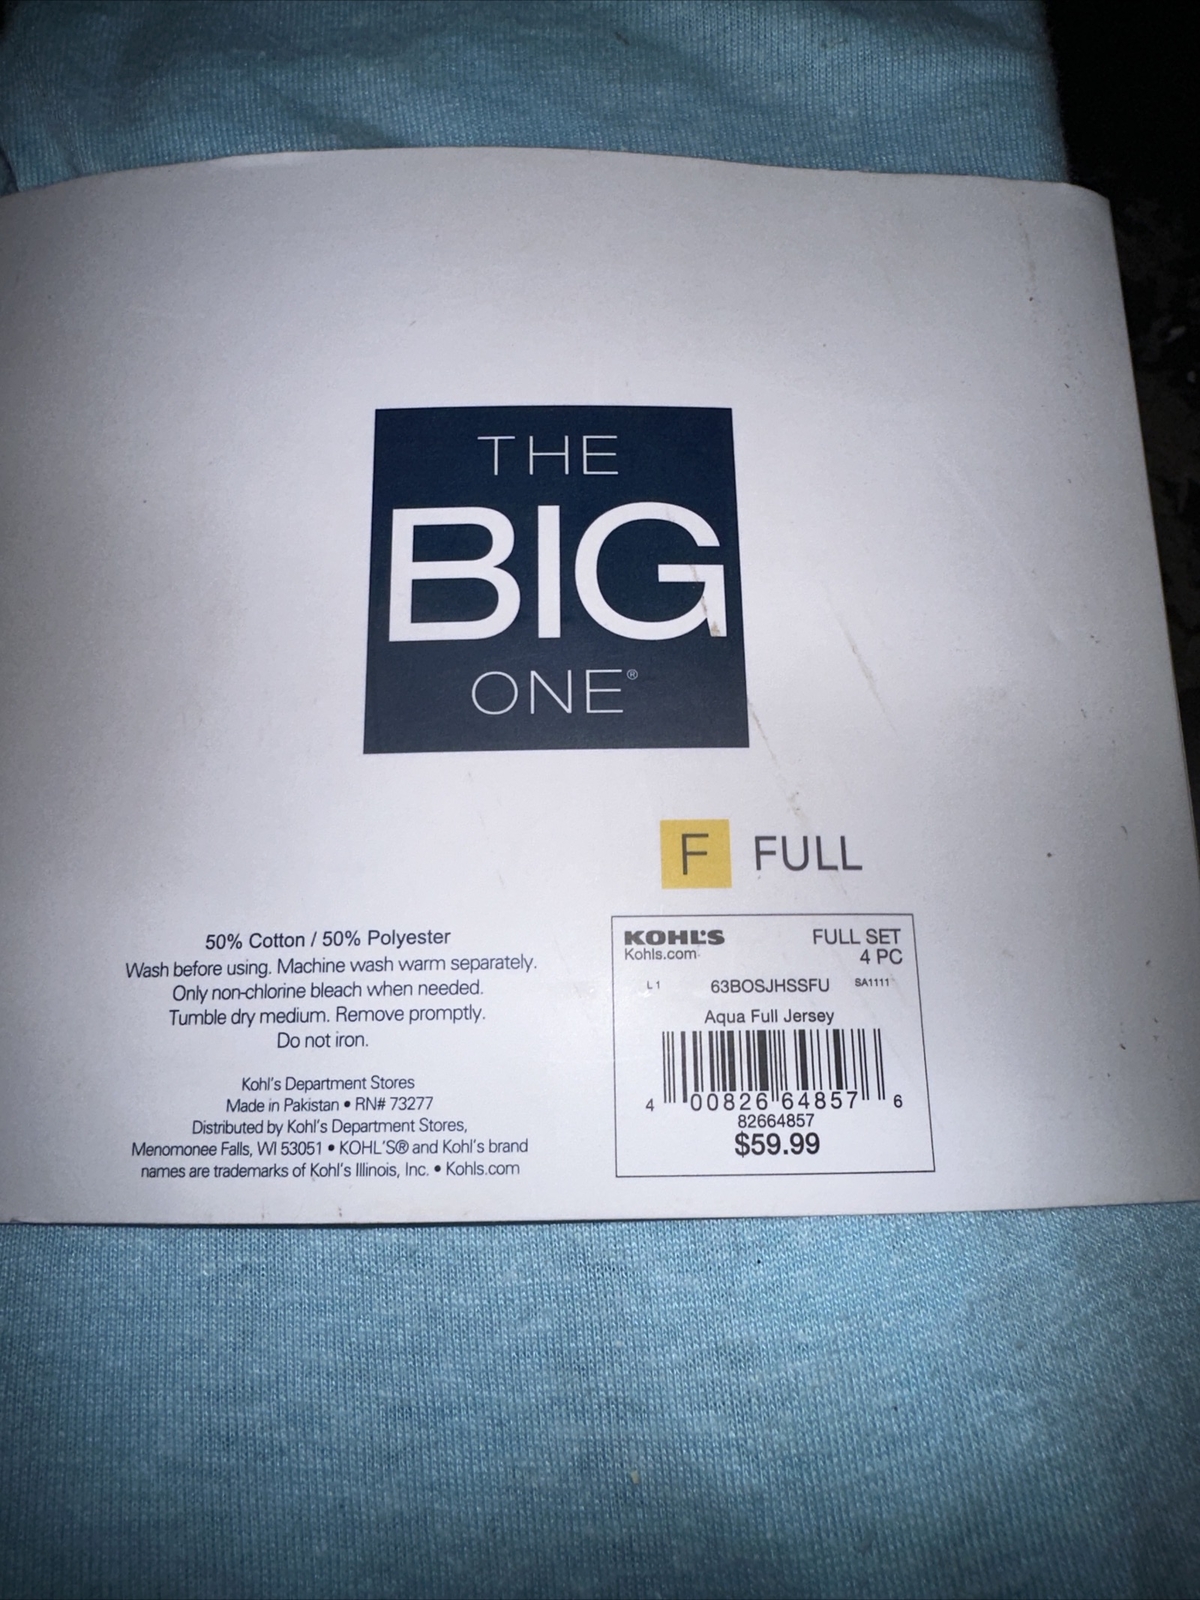 THE
BIG
ONE®
F FULL
50% Cotton / 50% Polyester
Wash before using. Machine wash warm separately.
Only non-chlorine bleach when needed.
Tumble dry medium. Remove promptly.
Do not iron.
Kohl's Department Stores
Made in Pakistan • RN# 73277
Distributed by Kohl's Department Stores,
Menomonee Falls, WI 53051 • KOHL'S® and Kohl's brand
names are trademarks of Kohl's Illinois, Inc. • Kohls.com
KOHL'S FULL SET
Kohls.com 4 PC
L 1 63BOSJHSSFU SA1111
Aqua Full Jersey
4 00826 64857 6
82664857
$59.99